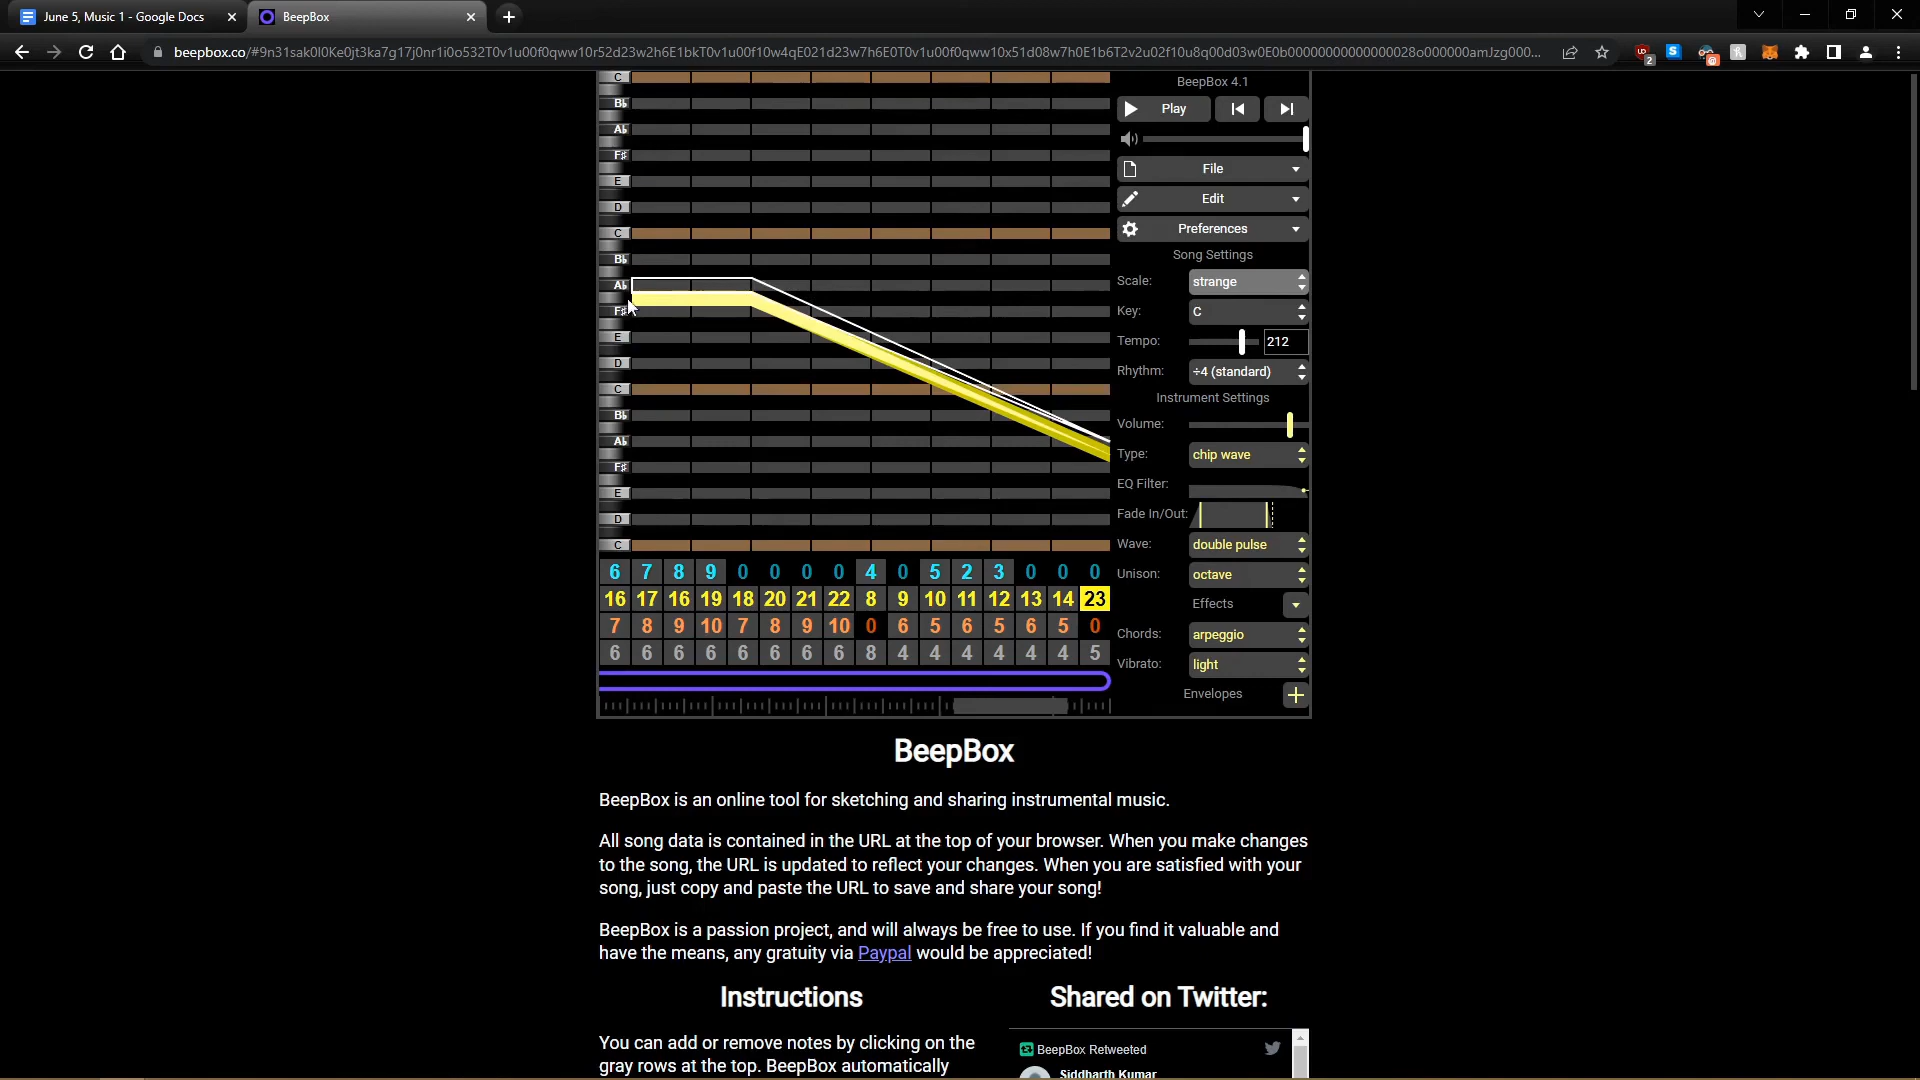 June 5, Music 1 - Google Docs
BeepBox
beepbox.co/#9n31sak0l0Ke0jt3ka7g17j0nr1i0o532T0v1u00f0qww10r52d23w2h6E1bkT0v1u00f10w4qE021d23w7h6E0T0v1u00f0qww10x51d08w7h0E1b6T2v2u02f10u8q00d03w0E0b00000000000000028o000000amJzg000...
BeepBox 4.1
Play
File
Edit
Preferences
Song Settings
Scale: strange
Key: C
Tempo: 212
Rhythm: ÷4 (standard)
Instrument Settings
Volume:
Type: chip wave
EQ Filter:
Fade In/Out:
Wave: double pulse
Unison: octave
Effects
Chords: arpeggio
Vibrato: light
Envelopes
C
B♭
A♭
F♯
E
D
C
B♭
A♭
F♯
E
D
C
B♭
A♭
F♯
E
D
C
6 7 8 9 0 0 0 0 4 0 5 2 3 0 0 0
16 17 16 19 18 20 21 22 8 9 10 11 12 13 14 23
7 8 9 10 7 8 9 10 0 6 5 6 5 6 5 0
6 6 6 6 6 6 6 6 8 4 4 4 4 4 4 5
BeepBox
BeepBox is an online tool for sketching and sharing instrumental music.
All song data is contained in the URL at the top of your browser. When you make changes
to the song, the URL is updated to reflect your changes. When you are satisfied with your
song, just copy and paste the URL to save and share your song!
BeepBox is a passion project, and will always be free to use. If you find it valuable and
have the means, any gratuity via Paypal would be appreciated!
Instructions
You can add or remove notes by clicking on the
gray rows at the top. BeepBox automatically
Shared on Twitter:
BeepBox Retweeted
Siddharth Kumar